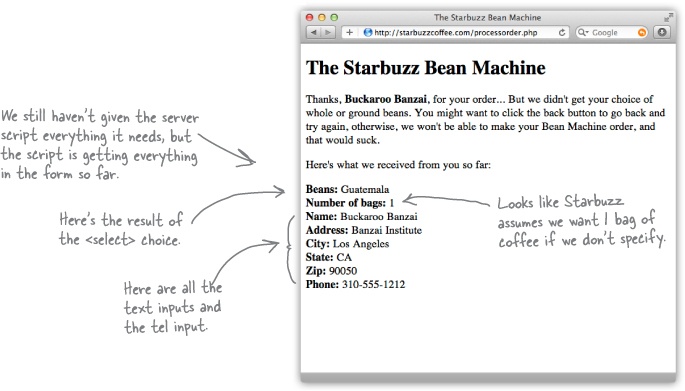 The Starbuzz Bean Machine
http://starbuzzcoffee.com/processorder.php
Google
The Starbuzz Bean Machine
Thanks, Buckaroo Banzai, for your order... But we didn't get your choice of
whole or ground beans. You might want to click the back button to go back and
try again, otherwise, we won't be able to make your Bean Machine order, and
that would suck.
Here's what we received from you so far:
Beans: Guatemala
Number of bags: 1
Name: Buckaroo Banzai
Address: Banzai Institute
City: Los Angeles
State: CA
Zip: 90050
Phone: 310-555-1212
We still haven't given the server
script everything it needs, but
the script is getting everything
in the form so far.
Here's the result of
the <select> choice.
Here are all the
text inputs and
the tel input.
Looks like Starbuzz
assumes we want 1 bag of
coffee if we don't specify.